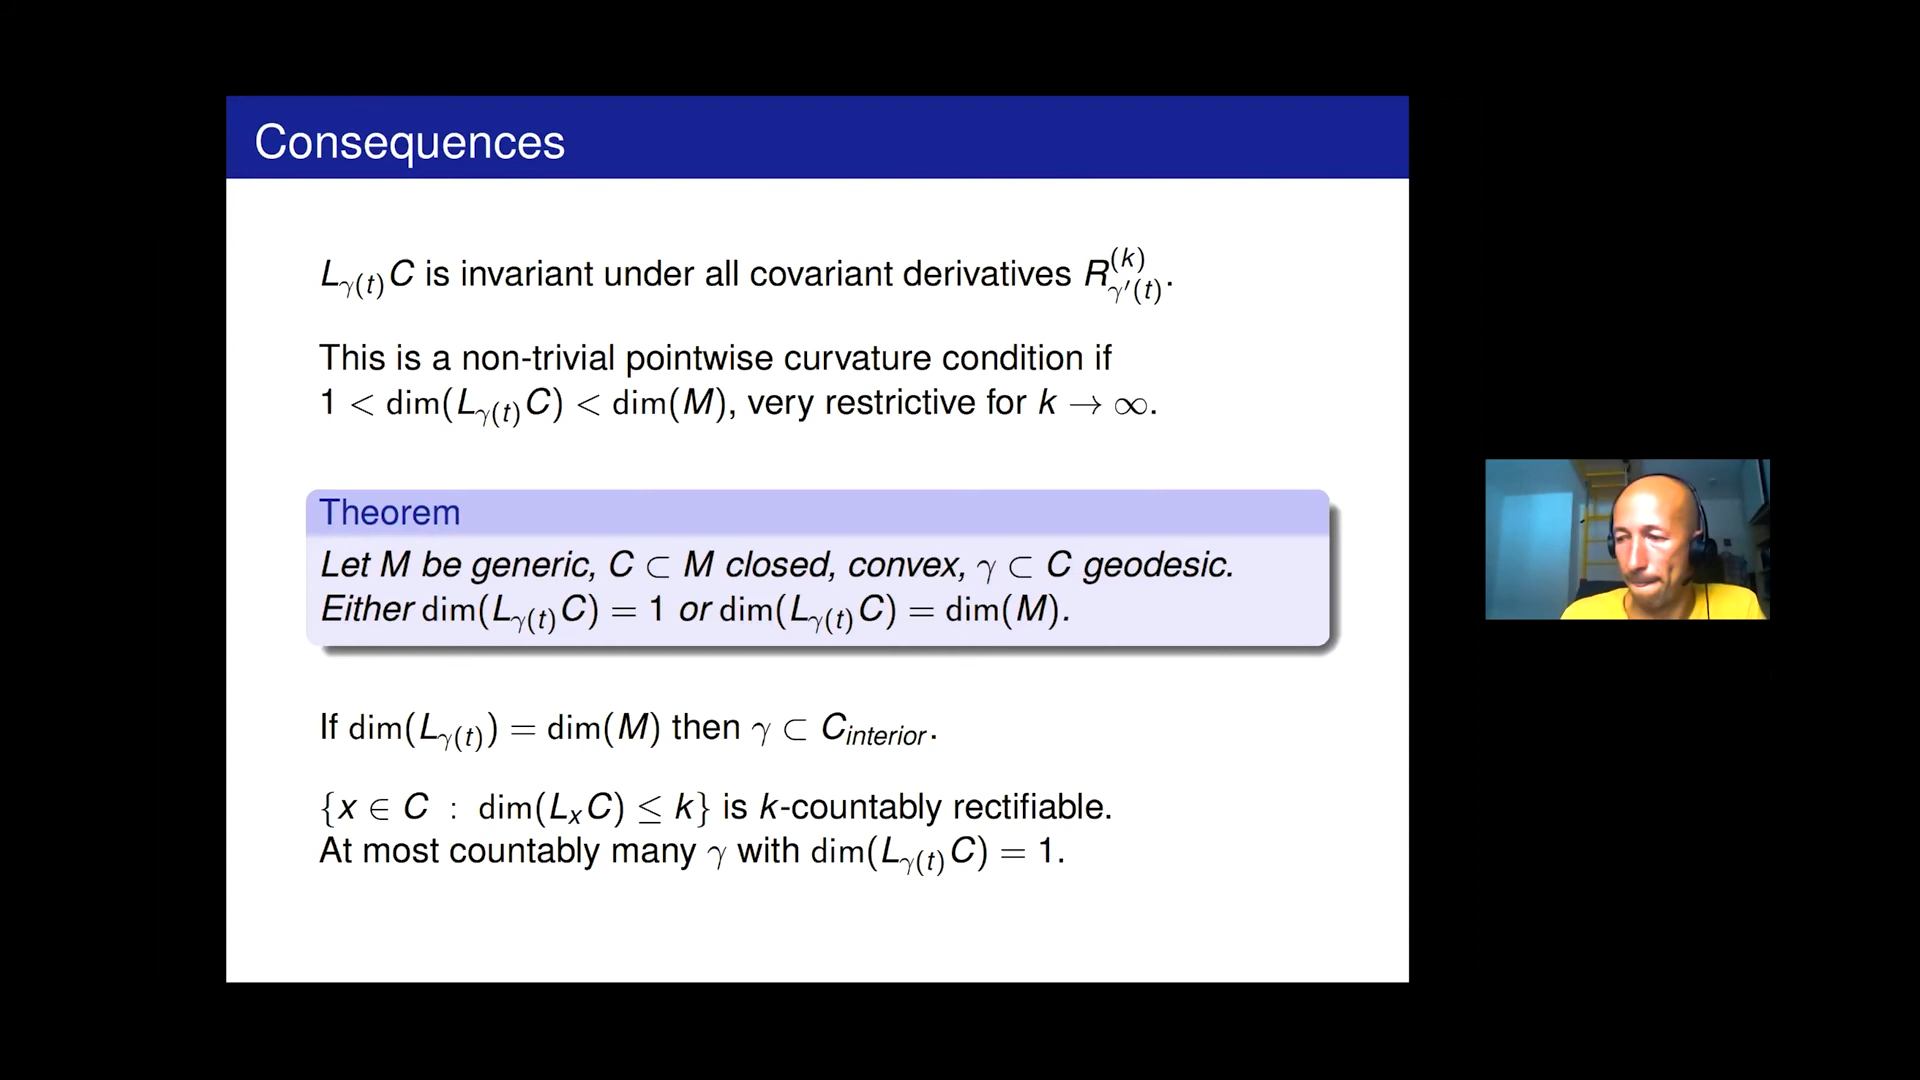 Consequences
L_{γ(t)}C is invariant under all covariant derivatives R^{(k)}_{γ′(t)}.
This is a non-trivial pointwise curvature condition if
1 < dim(L_{γ(t)}C) < dim(M), very restrictive for k → ∞.
Theorem
Let M be generic, C ⊂ M closed, convex, γ ⊂ C geodesic.
Either dim(L_{γ(t)}C) = 1 or dim(L_{γ(t)}C) = dim(M).
If dim(L_{γ(t)}) = dim(M) then γ ⊂ C_{interior}.
{x ∈ C : dim(L_xC) ≤ k} is k-countably rectifiable.
At most countably many γ with dim(L_{γ(t)}C) = 1.